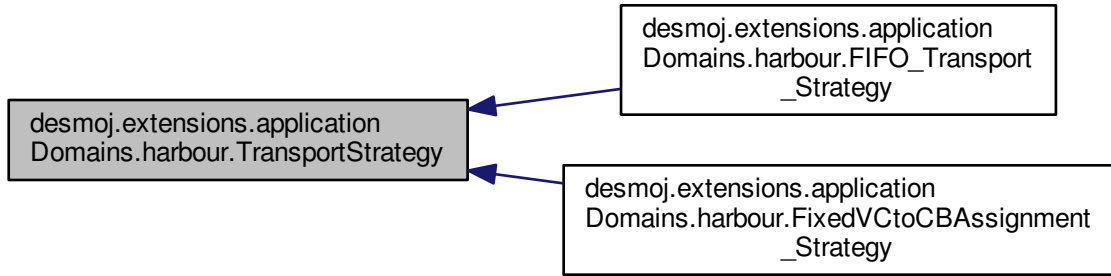 desmoj.extensions.application
Domains.harbour.FIFO_Transport
_Strategy
desmoj.extensions.application
Domains.harbour.TransportStrategy
desmoj.extensions.application
Domains.harbour.FixedVCtoCBAssignment
_Strategy